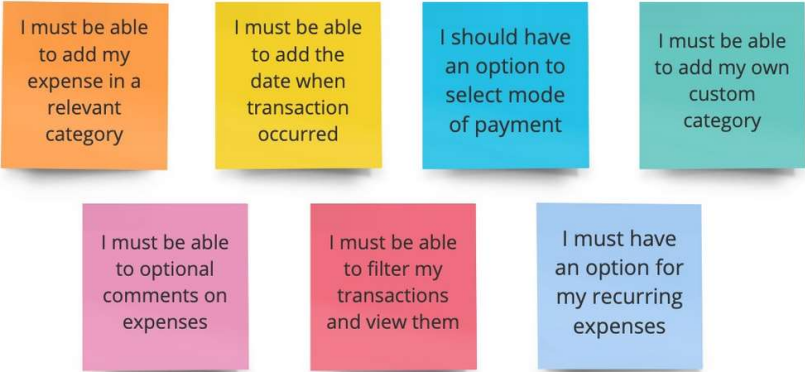 I must be able
to add my
expense in a
relevant
category
I must be able
to add the
date when
transaction
occurred
I should have
an option to
select mode
of payment
I must be able
to add my own
custom
category
I must be able
to optional
comments on
expenses
I must be able
to filter my
transactions
and view them
I must have
an option for
my recurring
expenses